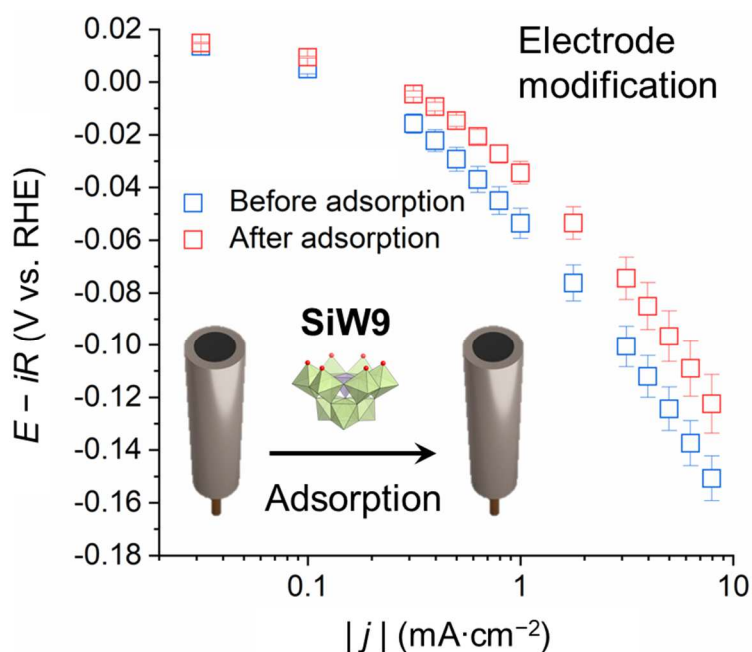 Electrode
modification
0.02
0.00
-0.02
-0.04
-0.06
-0.08
-0.10
-0.12
-0.14
-0.16
-0.18
E − iR (V vs. RHE)
Before adsorption
After adsorption
SiW9
Adsorption
0.1
1
10
| j | (mA·cm⁻²)